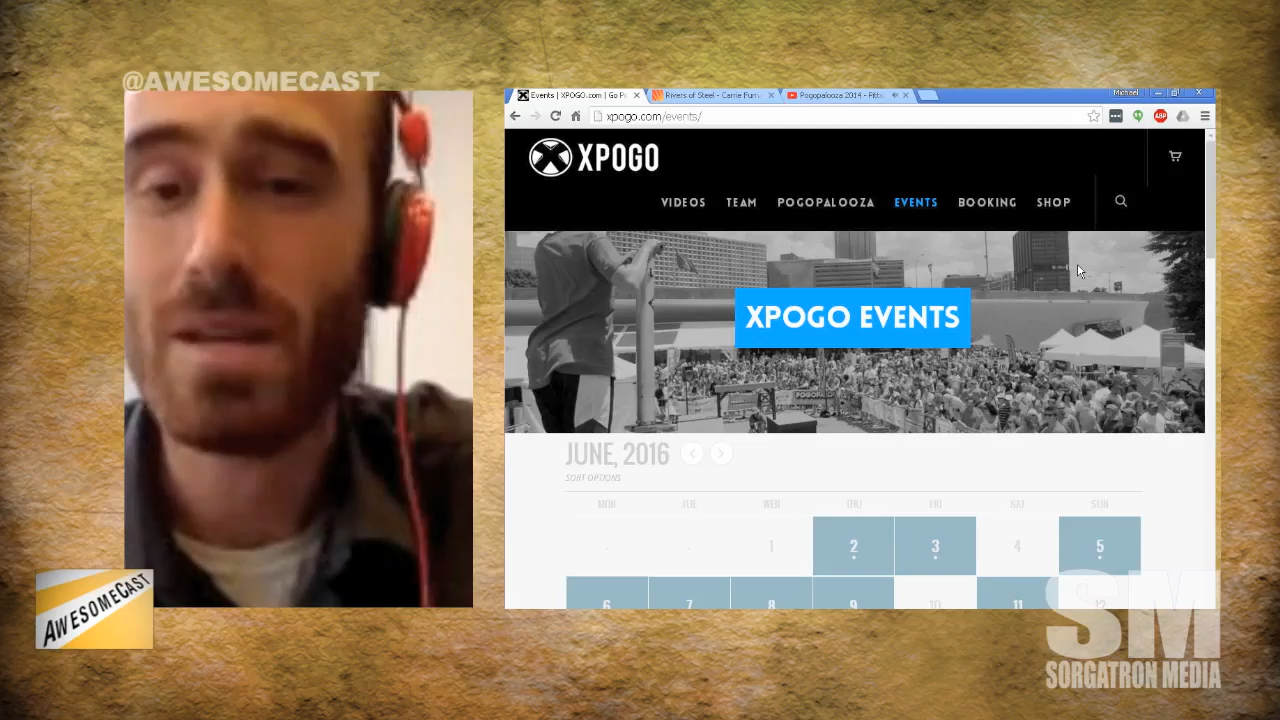 @AWESOMECAST
Events | XPOGO.com | Go P
Rivers of Steel - Carrie Furn
Pogopalooza 2014 - Pitts
Michael
xpogo.com/events/
ABP
XPOGO
VIDEOS TEAM POGOPALOOZA EVENTS BOOKING SHOP
XPOGO EVENTS
JUNE, 2016
SORT OPTIONS
MON TUE WED THU FRI SAT SUN
- - 1 2 3 4 5
6 7 8 9 10 11 12
AWESOMECAST
SM
SORGATRON MEDIA